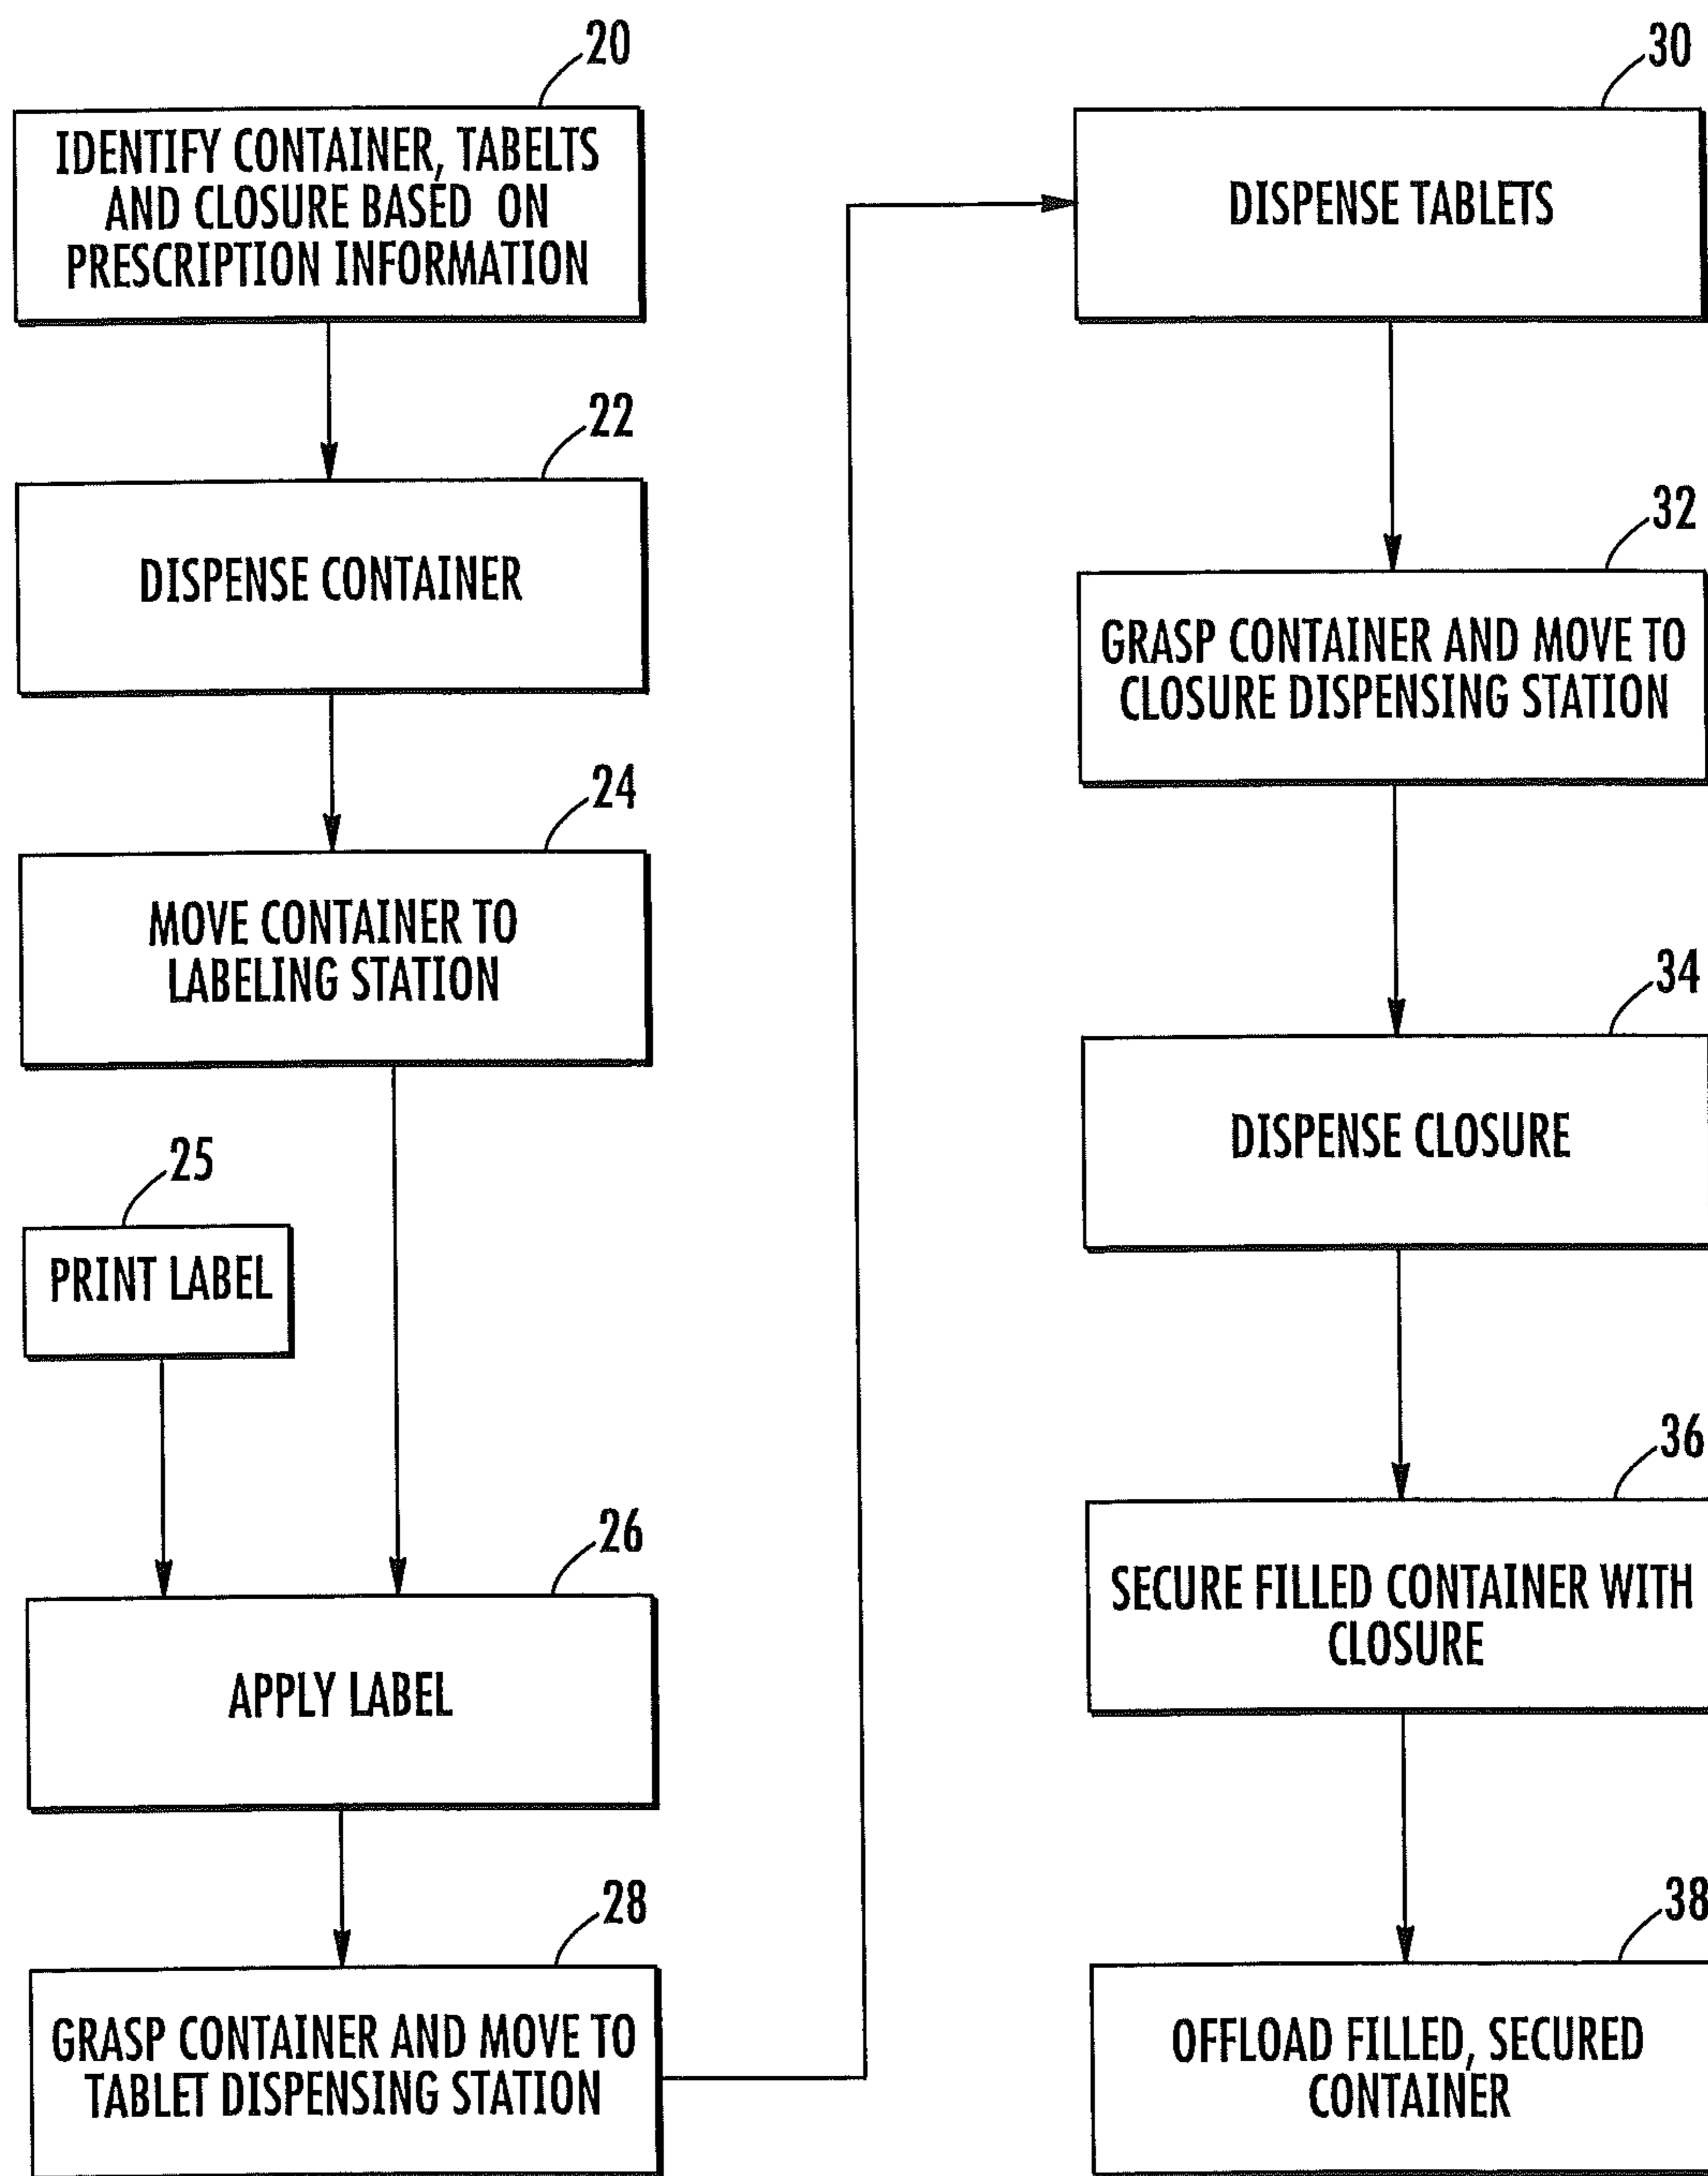 20
IDENTIFY CONTAINER, TABELTS
AND CLOSURE BASED ON
PRESCRIPTION INFORMATION
22
DISPENSE CONTAINER
24
MOVE CONTAINER TO
LABELING STATION
25
PRINT LABEL
26
APPLY LABEL
28
GRASP CONTAINER AND MOVE TO
TABLET DISPENSING STATION
30
DISPENSE TABLETS
32
GRASP CONTAINER AND MOVE TO
CLOSURE DISPENSING STATION
34
DISPENSE CLOSURE
36
SECURE FILLED CONTAINER WITH
CLOSURE
38
OFFLOAD FILLED, SECURED
CONTAINER